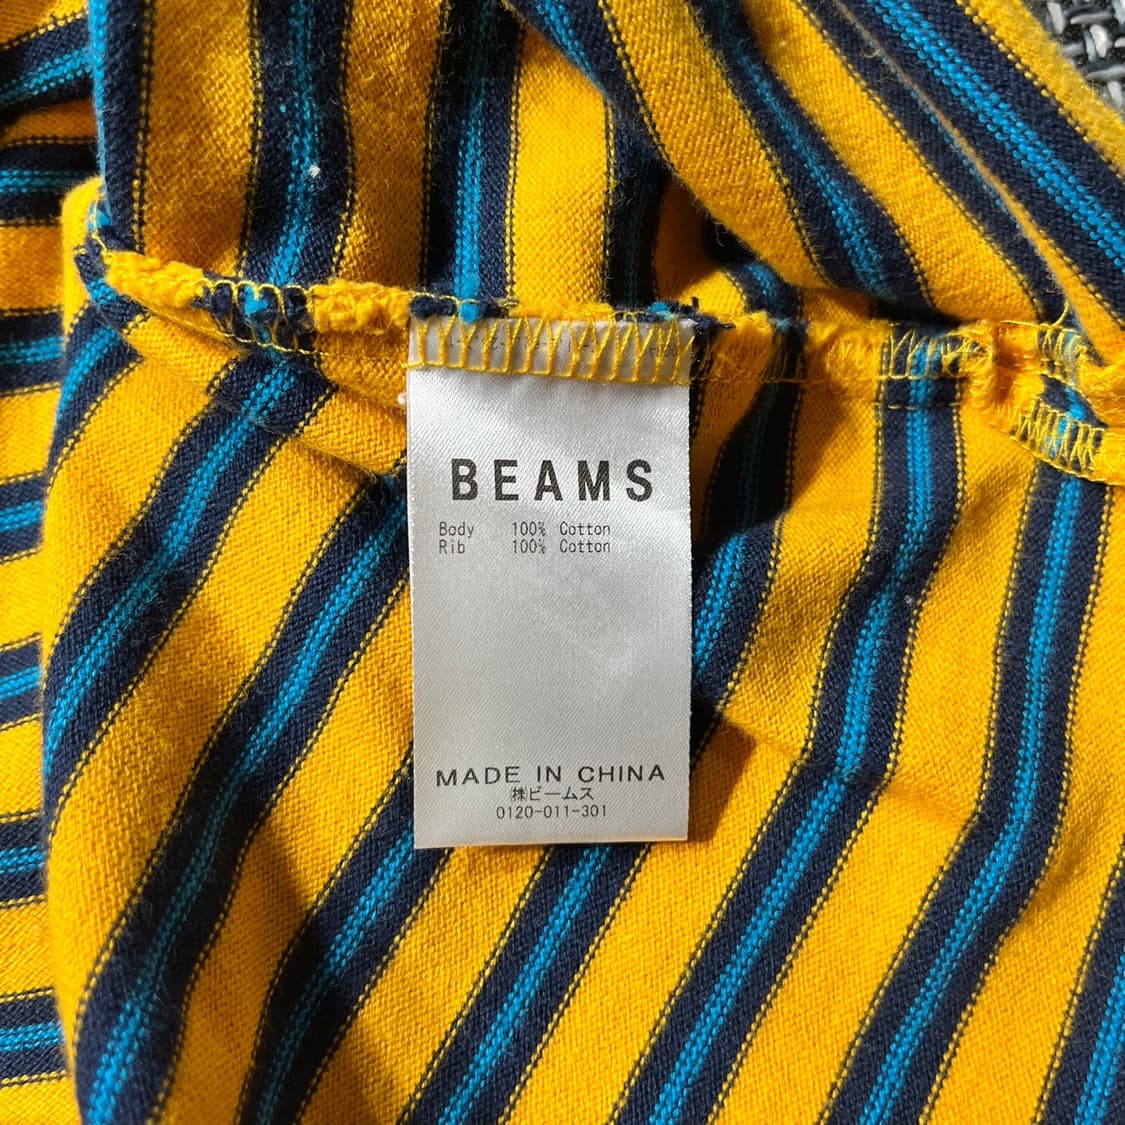 BEAMS
Body 100% Cotton
Rib 100% Cotton
MADE IN CHINA
㈱ビームス
0120-011-301